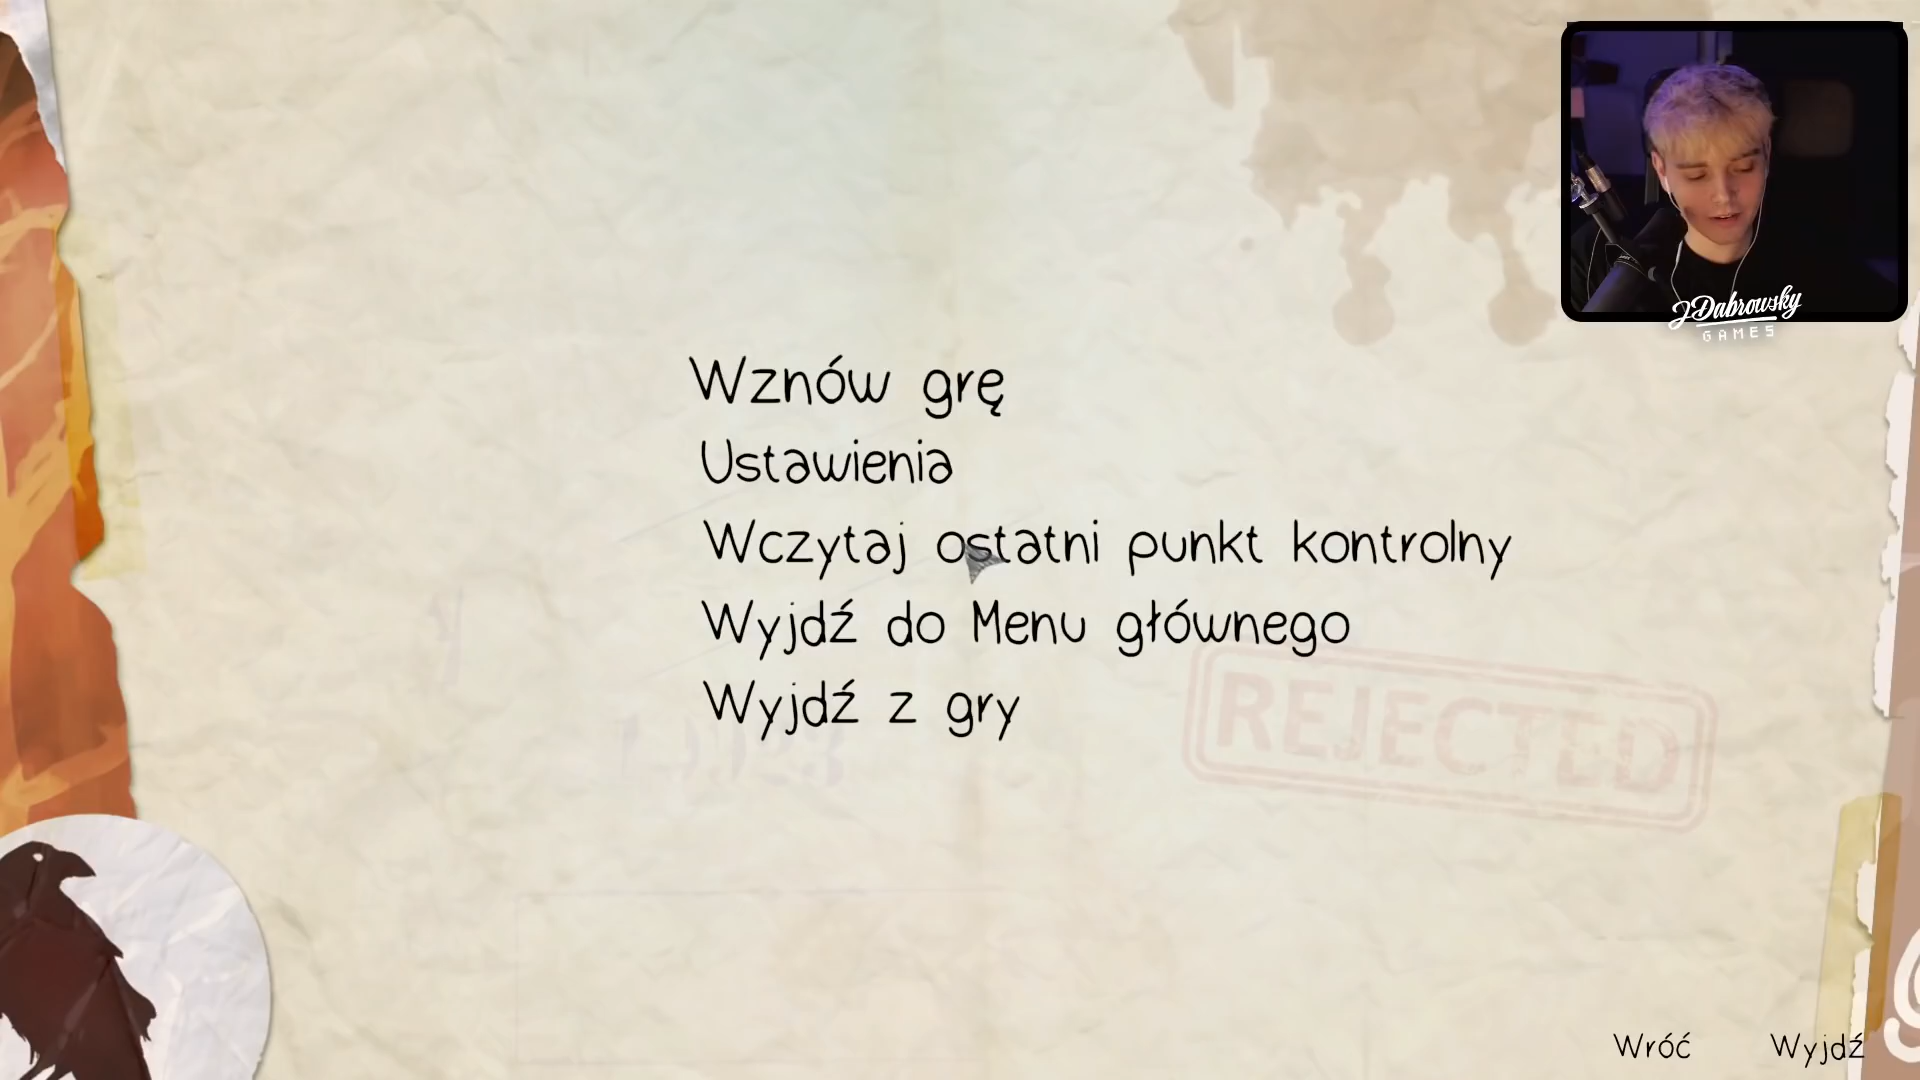 JDabrowsky
GAMES
Wznów grę
Ustawienia
Wczytaj ostatni punkt kontrolny
Wyjdź do Menu głównego
Wyjdź z gry
REJECTED
Wróć
Wyjdź